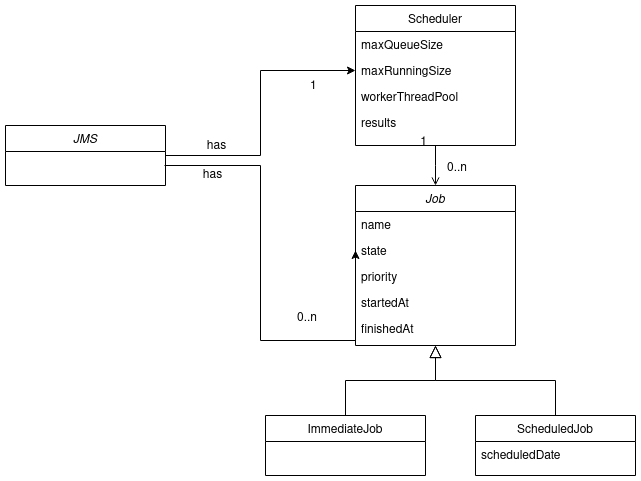 Scheduler
maxQueueSize
maxRunningSize
workerThreadPool
results
1
1
JMS
has
has
0..n
Job
name
state
priority
startedAt
finishedAt
0..n
ImmediateJob
ScheduledJob
scheduledDate